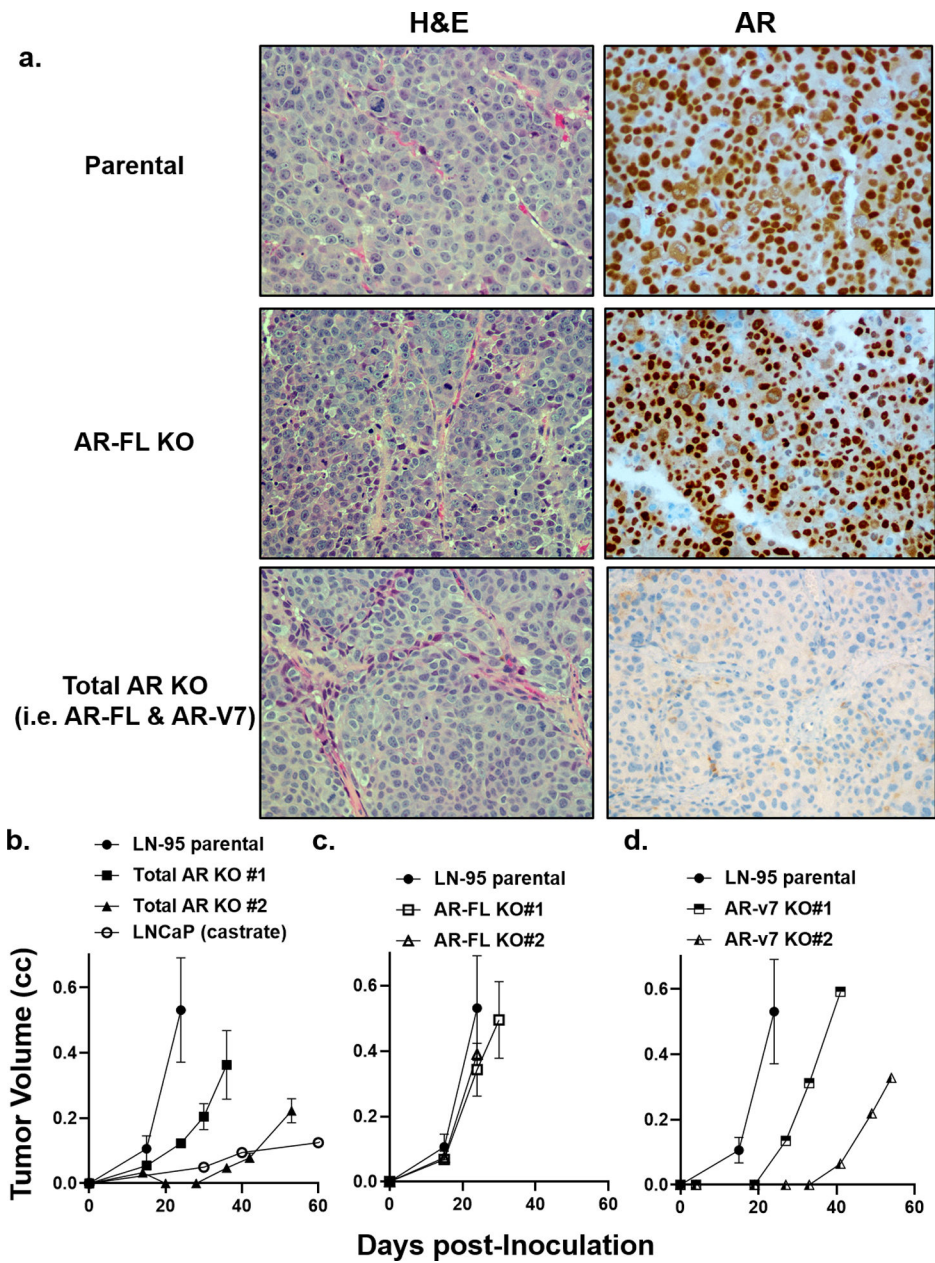 H&E
AR
a.
Parental
AR-FL KO
Total AR KO
(i.e. AR-FL & AR-V7)
b.
LN-95 parental
Total AR KO #1
Total AR KO #2
LNCaP (castrate)
c.
LN-95 parental
AR-FL KO#1
AR-FL KO#2
d.
LN-95 parental
AR-v7 KO#1
AR-v7 KO#2
Tumor Volume (cc)
0.6
0.4
0.2
0.0
0 20 40 60
0.6
0.4
0.2
0.0
0 20 40 60
0.6
0.4
0.2
0.0
0 20 40 60
Days post-Inoculation